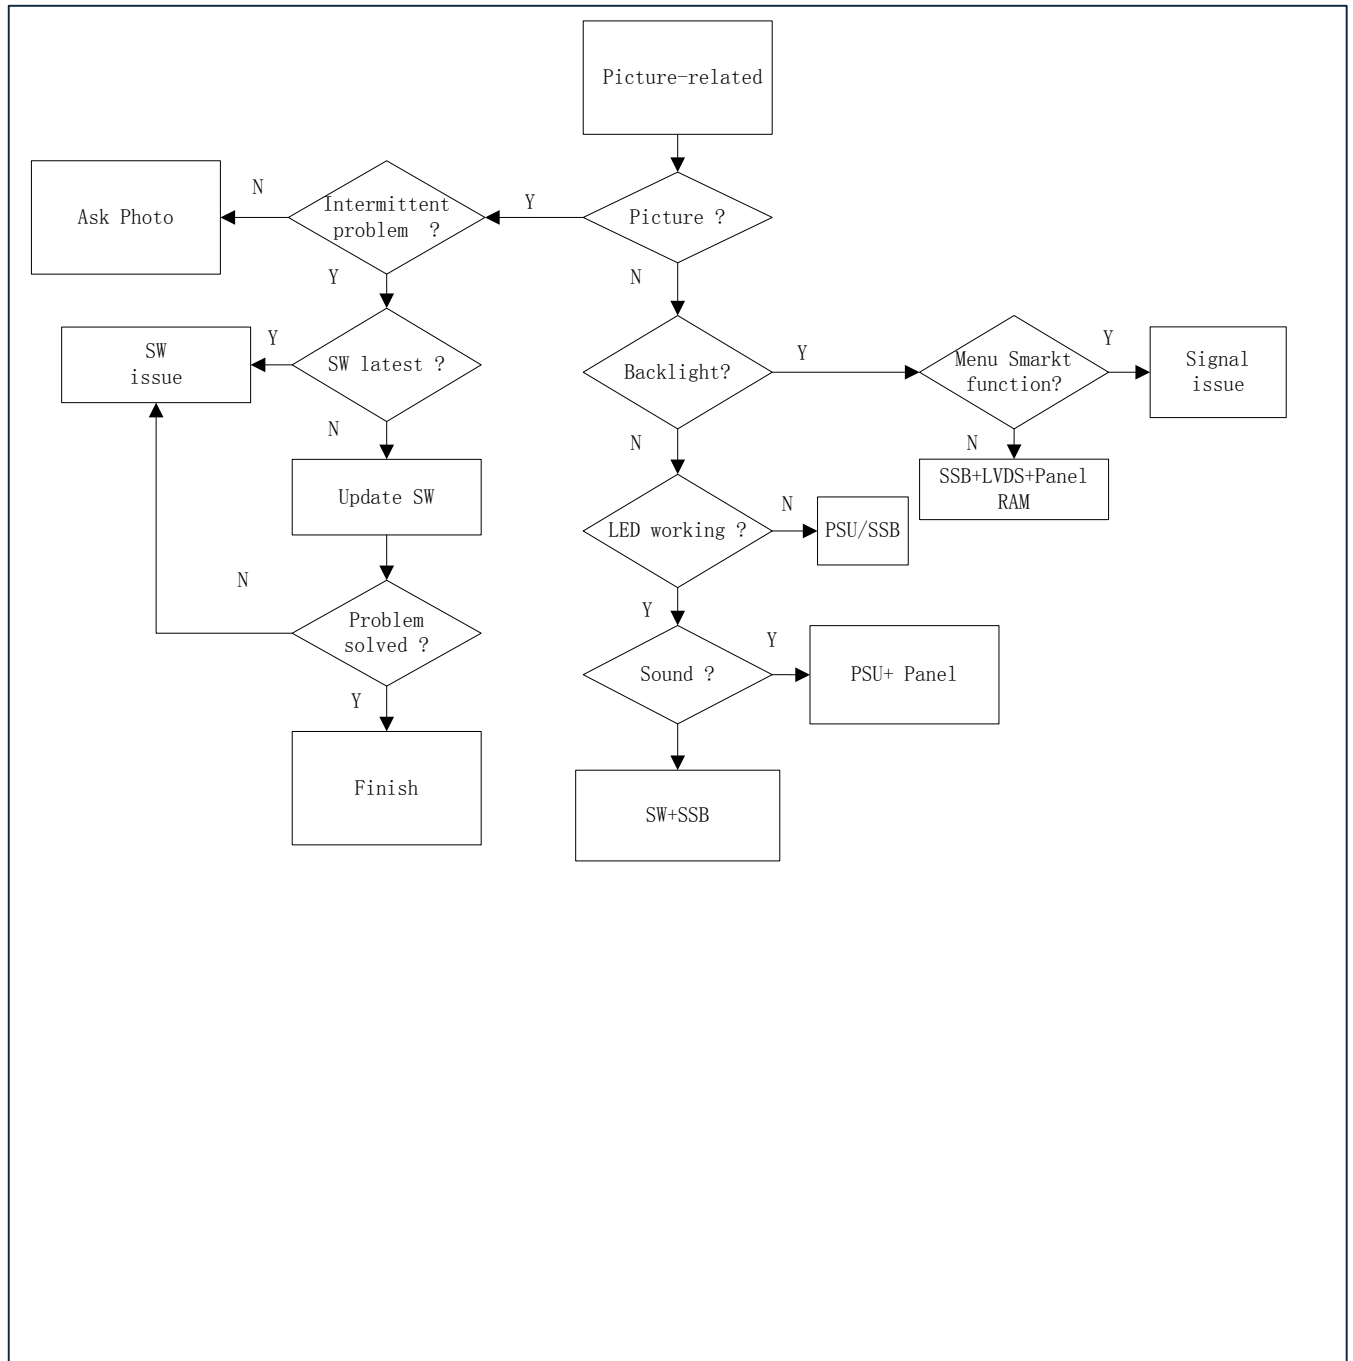 Picture-related
Picture ?
Y
N
Intermittent
problem ?
N
Ask Photo
Y
SW latest ?
Y
SW
issue
N
Update SW
Problem
solved ?
N
Y
Finish
Backlight?
Y
Menu Smarkt
function?
Y
Signal
issue
N
SSB+LVDS+Panel
RAM
N
LED working ?
N
PSU/SSB
Y
Sound ?
Y
PSU+ Panel
SW+SSB